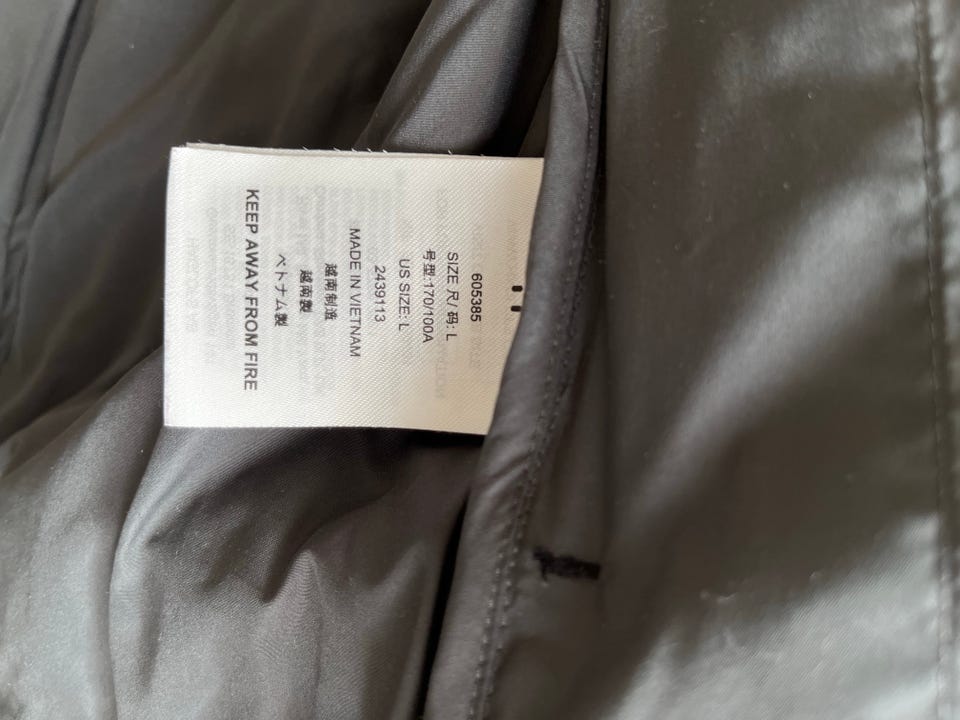 605385
SIZE 尺/码: L
号型:170/100A
US SIZE: L
2439113
MADE IN VIETNAM
越南制造
越南製
ベトナム製
KEEP AWAY FROM FIRE